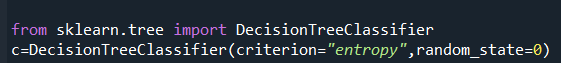 from sklearn.tree import DecisionTreeClassifier
c=DecisionTreeClassifier(criterion="entropy",random_state=0)